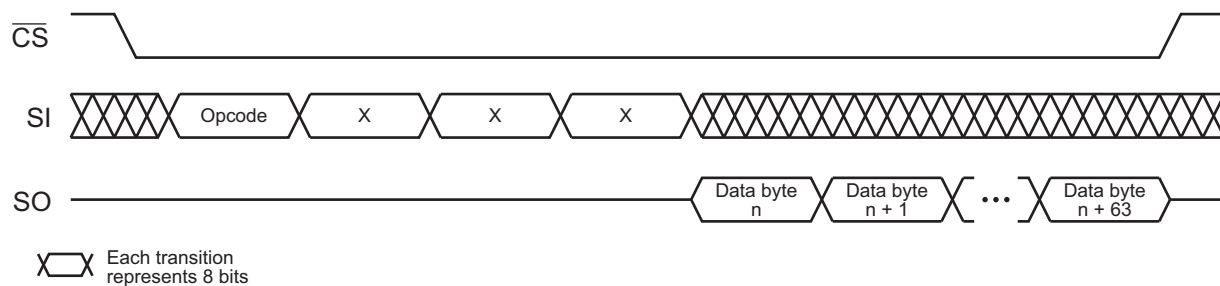 CS
SI
Opcode
X
X
X
SO
Data byte
n
Data byte
n + 1
•••
Data byte
n + 63
Each transition
represents 8 bits